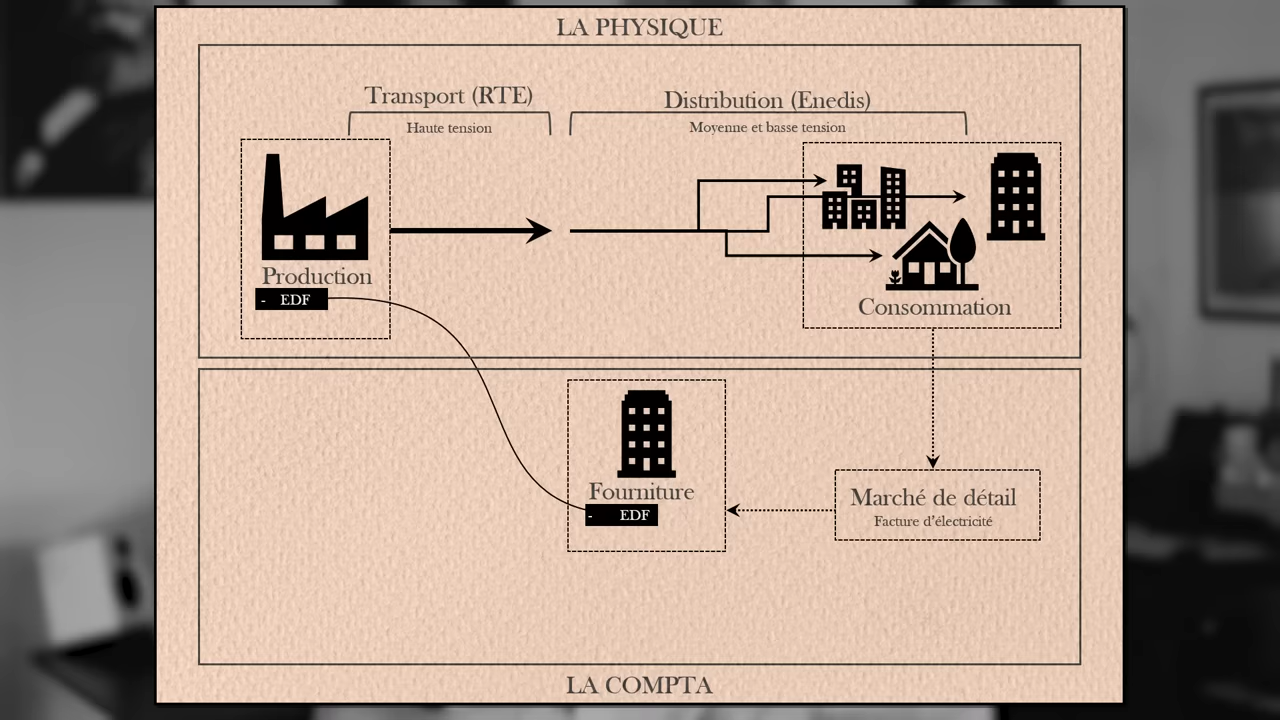 LA PHYSIQUE
Transport (RTE)
Haute tension
Distribution (Enedis)
Moyenne et basse tension
Production
- EDF
Consommation
Fourniture
- EDF
Marché de détail
Facture d'électricité
LA COMPTA